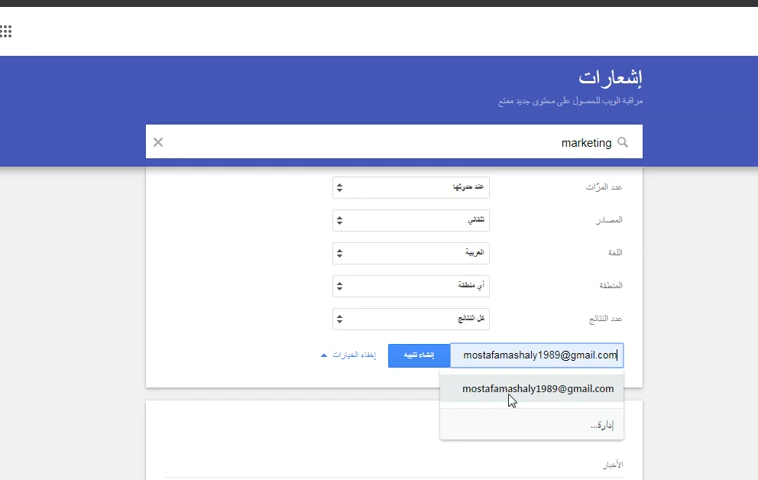 إشعارات
مراقبة الويب للحصول على محتوى جديد ممتع
marketing
عدد المرّات
عند حدوثها
المصادر
تلقائي
اللغة
العربية
المنطقة
أي منطقة
عدد النتائج
كل النتائج
mostafamashaly1989@gmail.com
إنشاء تنبيه
إخفاء الخيارات
mostafamashaly1989@gmail.com
إدارة...
الأخبار